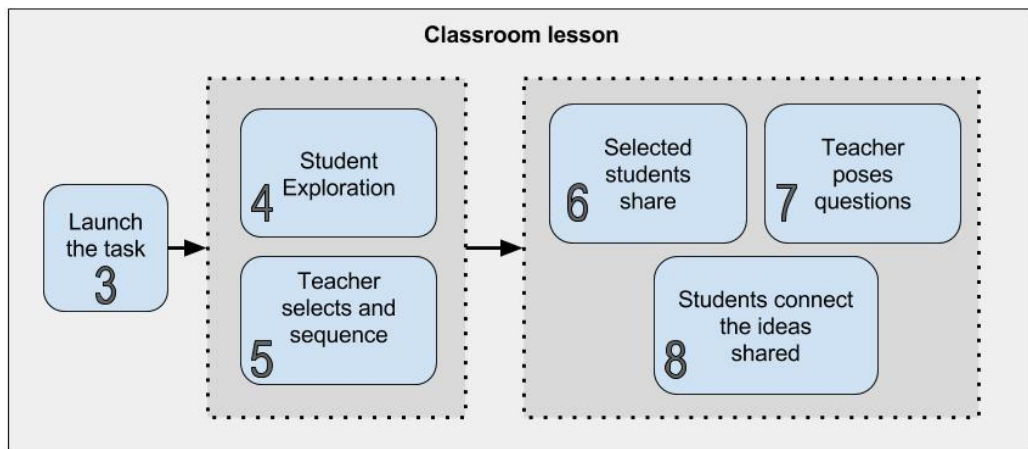 Classroom lesson
Launch
the task
3
Student
Exploration
4
Teacher
selects and
sequence
5
Selected
students
share
6
Teacher
poses
questions
7
Students connect
the ideas
shared
8